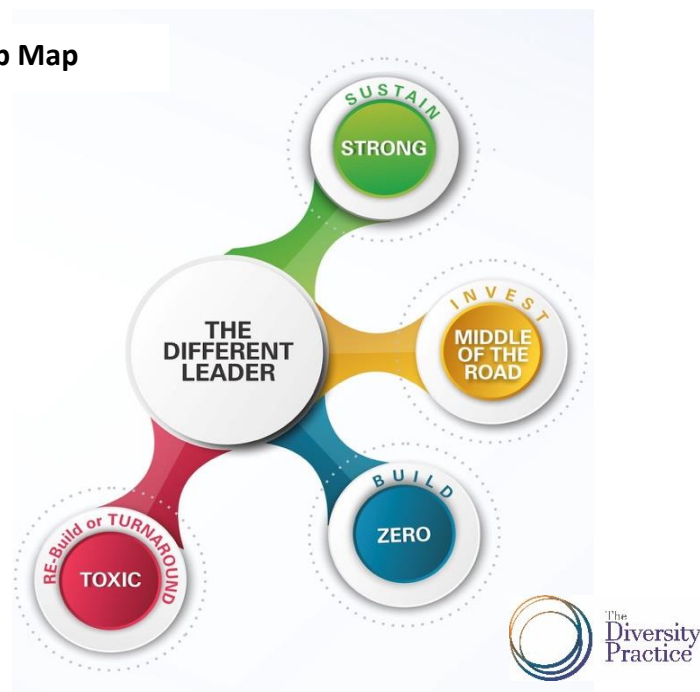 p Map
SUSTAIN
STRONG
THE
DIFFERENT
LEADER
INVEST
MIDDLE
OF THE
ROAD
BUILD
ZERO
RE-Build or TURNAROUND
TOXIC
The
Diversity
Practice